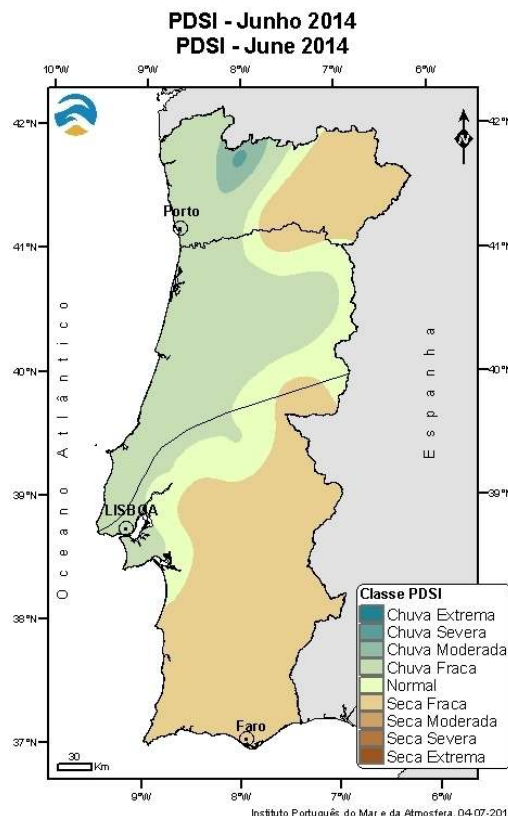 PDSI - Junho 2014
PDSI - June 2014
10°W 9°W 8°W 7°W 6°W
42°N 42°N
Porto
41°N 41°N
Oceano Atlântico
Espanha
40°N 40°N
39°N 39°N
LISBOA
38°N
Classe PDSI
Chuva Extrema
Chuva Severa
Chuva Moderada
Chuva Fraca
Normal
Seca Fraca
Seca Moderada
Seca Severa
Seca Extrema
Faro
37°N
N
30
Km
9°W 8°W 7°W 6°W
Instituto Português do Mar e da Atmosfera, 04-07-201